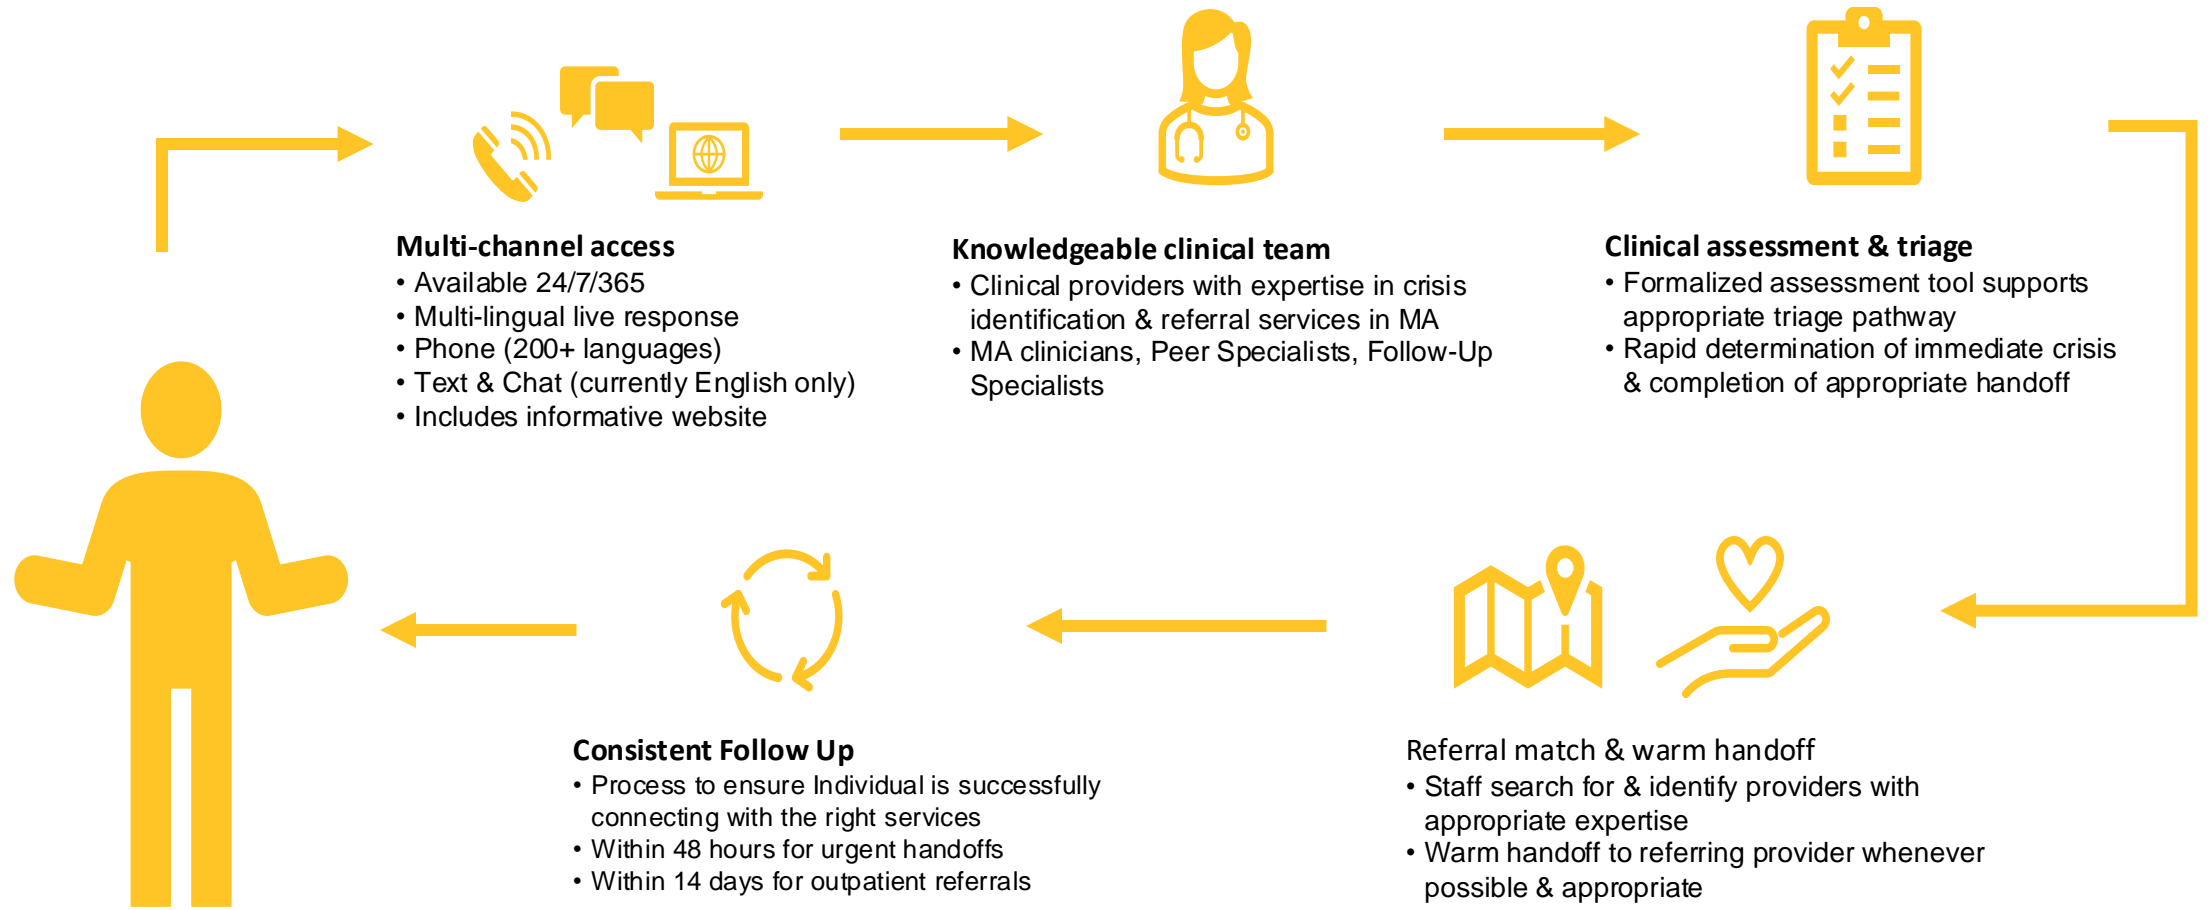 Multi-channel access
• Available 24/7/365
• Multi-lingual live response
• Phone (200+ languages)
• Text & Chat (currently English only)
• Includes informative website
Knowledgeable clinical team
• Clinical providers with expertise in crisis
identification & referral services in MA
• MA clinicians, Peer Specialists, Follow-Up
Specialists
Clinical assessment & triage
• Formalized assessment tool supports
appropriate triage pathway
• Rapid determination of immediate crisis
& completion of appropriate handoff
Referral match & warm handoff
• Staff search for & identify providers with
appropriate expertise
• Warm handoff to referring provider whenever
possible & appropriate
Consistent Follow Up
• Process to ensure Individual is successfully
connecting with the right services
• Within 48 hours for urgent handoffs
• Within 14 days for outpatient referrals